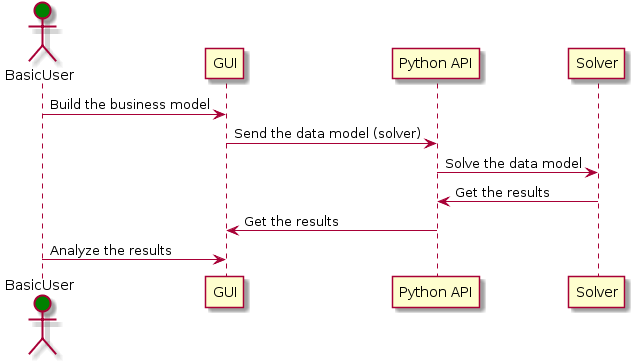 BasicUser
GUI
Python API
Solver
Build the business model
Send the data model (solver)
Solve the data model
Get the results
Get the results
Analyze the results
BasicUser
GUI
Python API
Solver